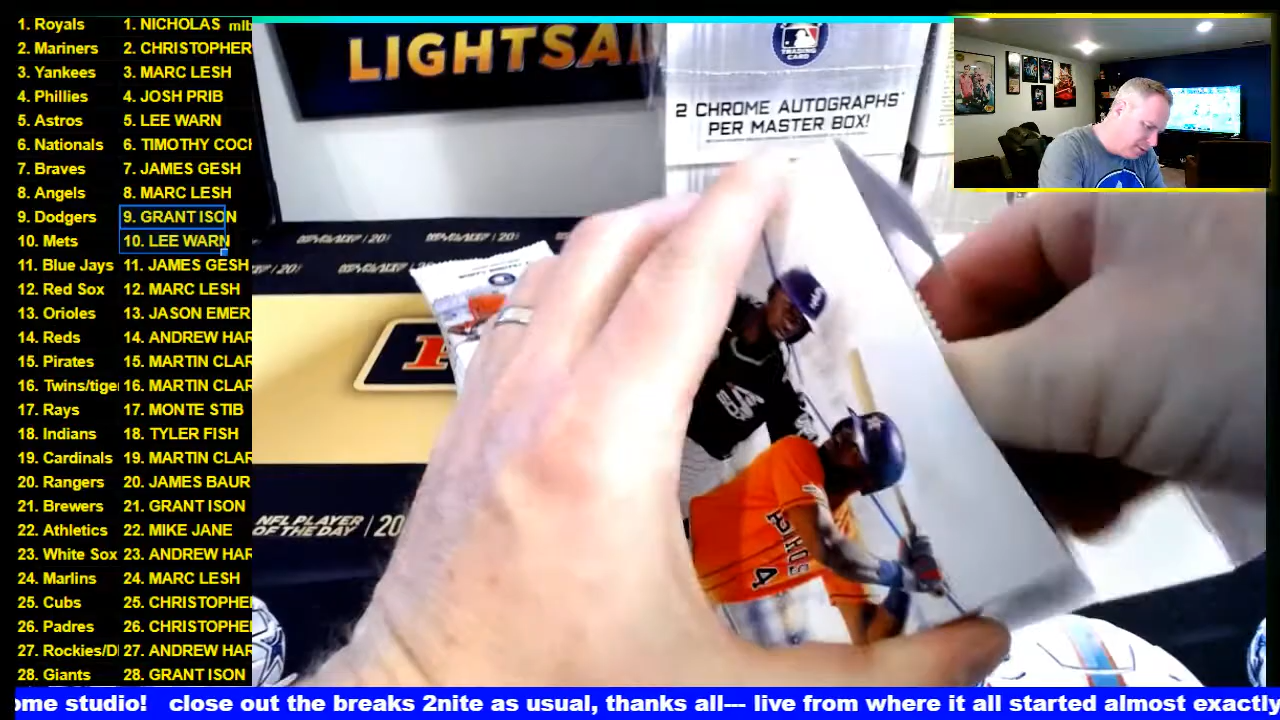 1. Royals 1. NICHOLAS mlb
2. Mariners 2. CHRISTOPHER
3. Yankees 3. MARC LESH
4. Phillies 4. JOSH PRIB
5. Astros 5. LEE WARN
6. Nationals 6. TIMOTHY COCH
7. Braves 7. JAMES GESH
8. Angels 8. MARC LESH
9. Dodgers 9. GRANT ISON
10. Mets 10. LEE WARN
11. Blue Jays 11. JAMES GESH
12. Red Sox 12. MARC LESH
13. Orioles 13. JASON EMER
14. Reds 14. ANDREW HAR
15. Pirates 15. MARTIN CLAR
16. Twins/tige 16. MARTIN CLAR
17. Rays 17. MONTE STIB
18. Indians 18. TYLER FISH
19. Cardinals 19. MARTIN CLAR
20. Rangers 20. JAMES BAUR
21. Brewers 21. GRANT ISON
22. Athletics 22. MIKE JANE
23. White Sox 23. ANDREW HAR
24. Marlins 24. MARC LESH
25. Cubs 25. CHRISTOPHE
26. Padres 26. CHRISTOPHE
27. Rockies/D 27. ANDREW HAR
28. Giants 28. GRANT ISON
LIGHTSA
TRADING
CARD
2 CHROME AUTOGRAPHS
PER MASTER BOX!
NFL PLAYER
OF THE DAY | 20
4
ome studio! close out the breaks 2nite as usual, thanks all--- live from where it all started almost exactly